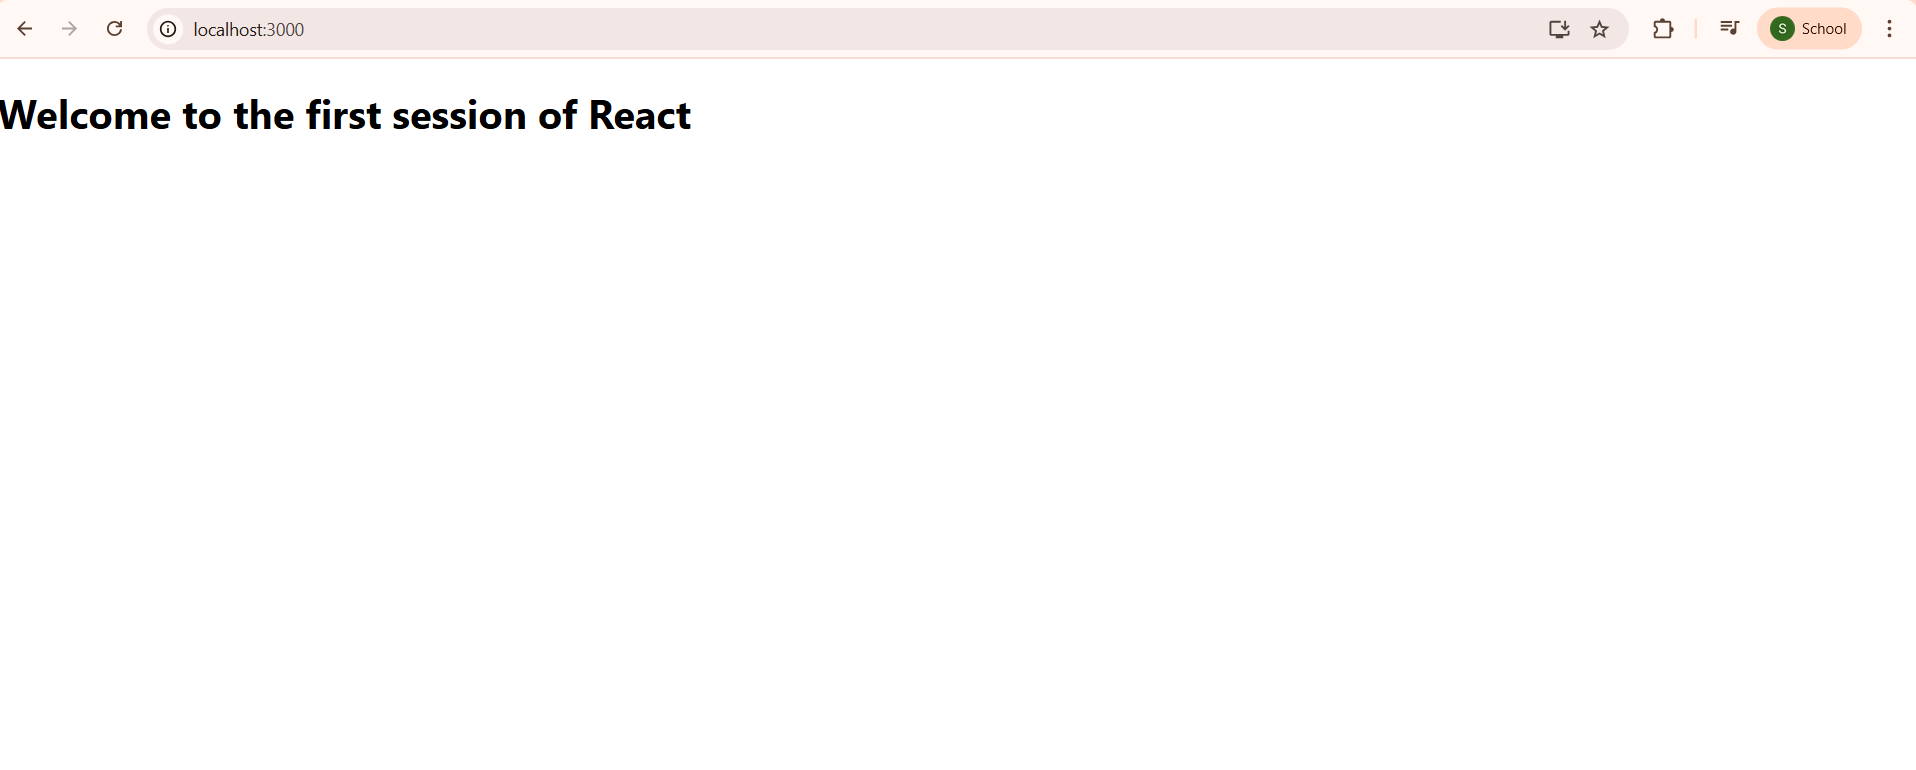 localhost:3000
S School
Welcome to the first session of React